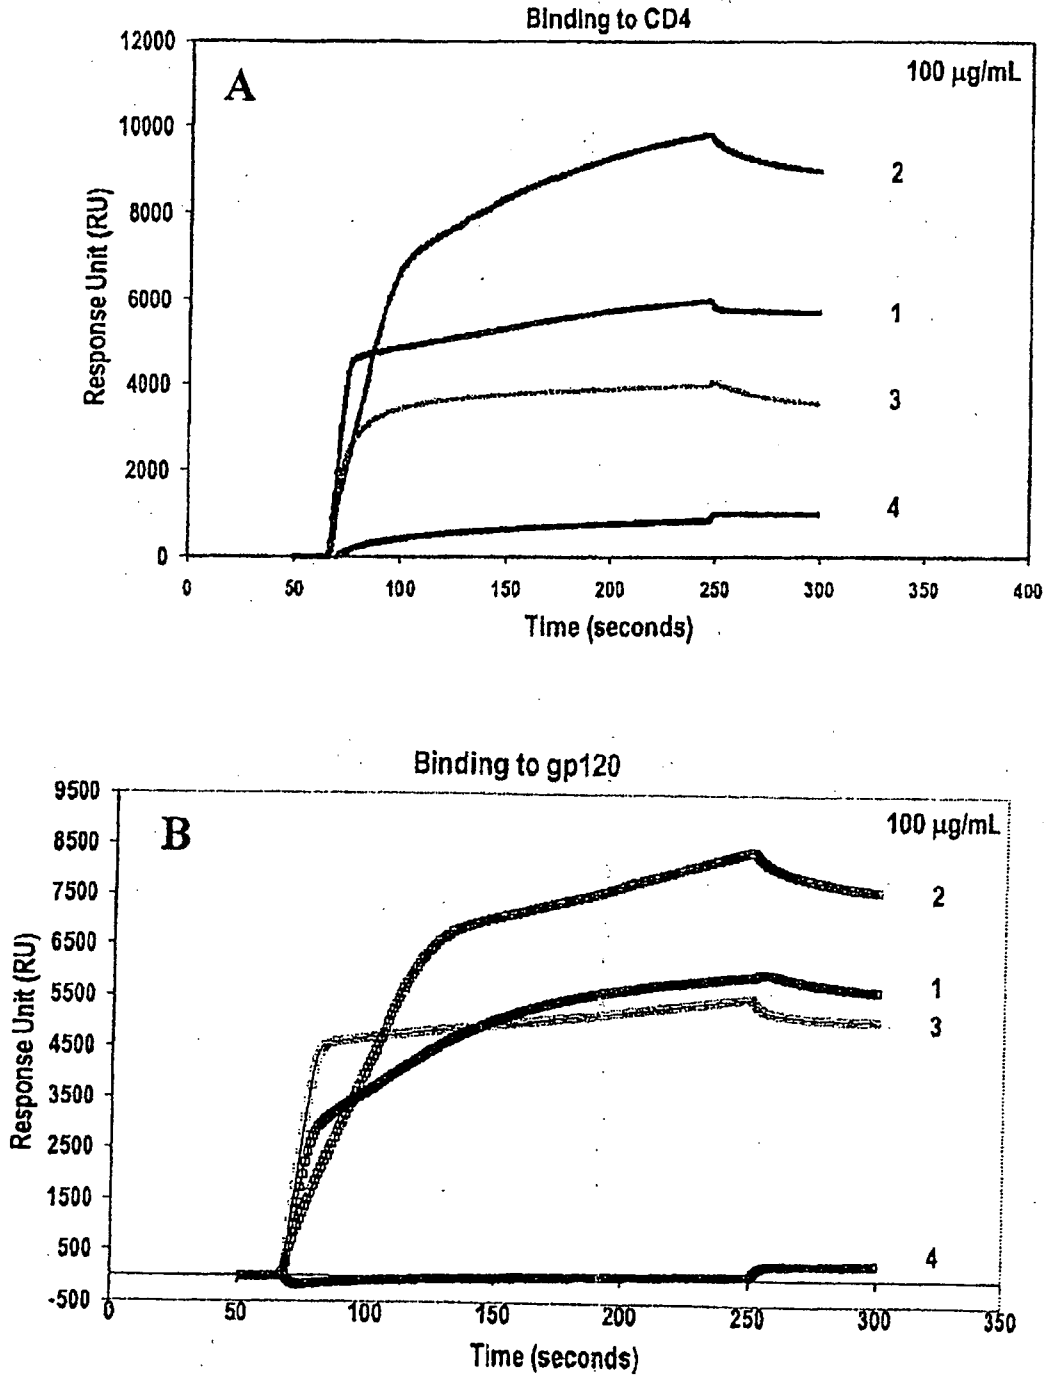 Binding to CD4
12000
A
100 µg/mL
10000
2
8000
6000
1
4000
3
2000
4
0
0 50 100 150 200 250 300 350 400
Response Unit (RU)
Time (seconds)
Binding to gp120
9500
B
100 µg/mL
8500
7500
2
6500
5500
1
3
4500
3500
2500
1500
500
4
-500
0 50 100 150 200 250 300 350
Response Unit (RU)
Time (seconds)